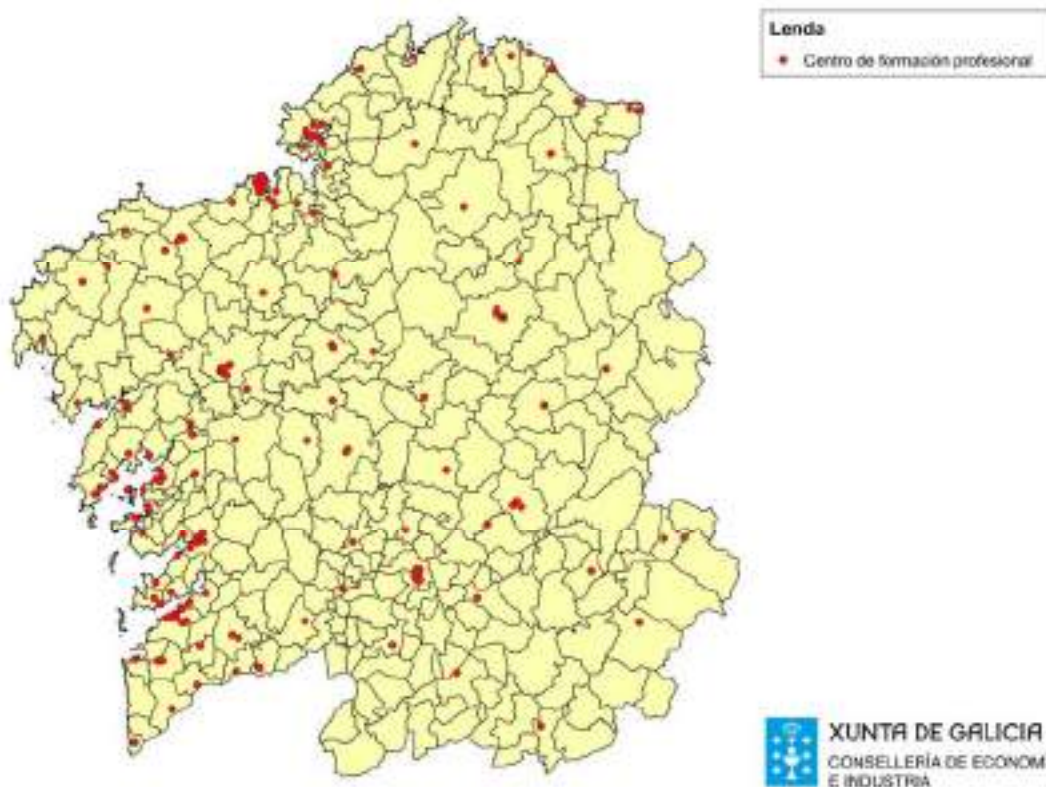 Lenda
Centro de formación profesional
XUNTA DE GALICIA
CONSELLERÍA DE ECONOM
E INDUSTRIA